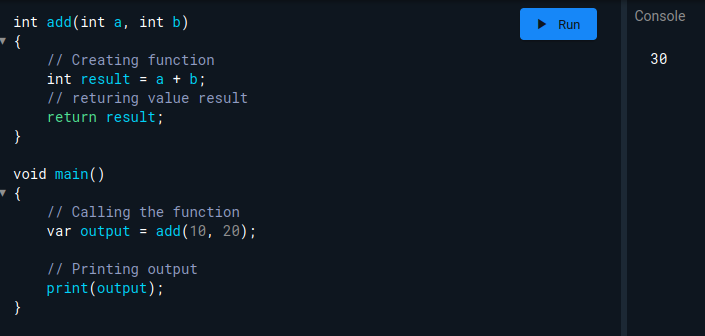 int add(int a, int b)
{
    // Creating function
    int result = a + b;
    // returing value result
    return result;
}

void main()
{
    // Calling the function
    var output = add(10, 20);

    // Printing output
    print(output);
}
Run
Console
30